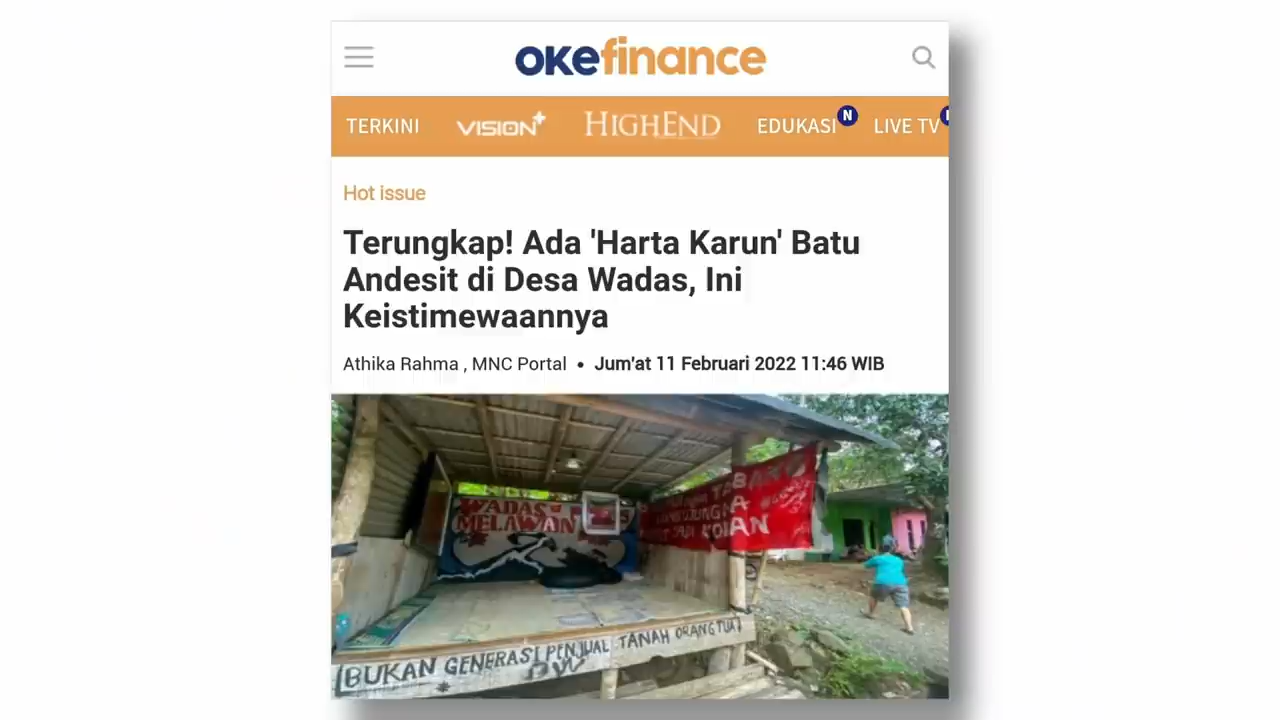 OKEfinance
TERKINI VISION+ HIGHEND EDUKASI N LIVE TV
Hot issue
Terungkap! Ada 'Harta Karun' Batu
Andesit di Desa Wadas, Ini
Keistimewaannya
Athika Rahma , MNC Portal • Jum'at 11 Februari 2022 11:46 WIB
WADAS
MELAWAN
BUKAN GENERASI PENJUAL TANAH ORANG TUA